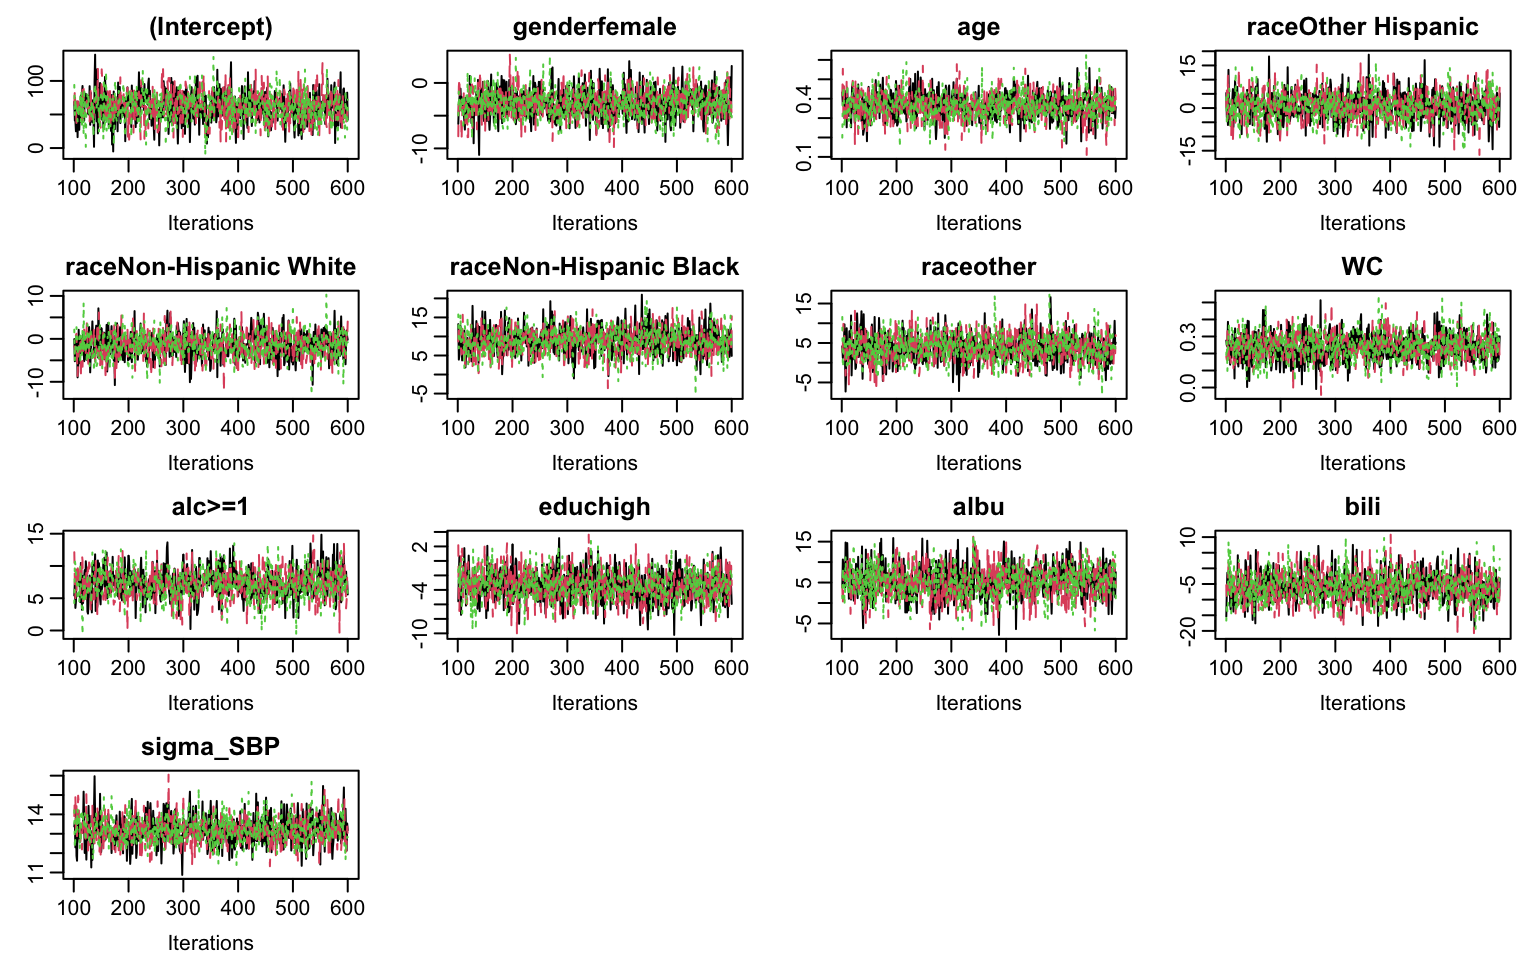 (Intercept) genderfemale age raceOther Hispanic
0 100 -10 0 0.1 0.4 -15 0 15
100 200 300 400 500 600 100 200 300 400 500 600 100 200 300 400 500 600 100 200 300 400 500 600
Iterations Iterations Iterations Iterations
raceNon-Hispanic White raceNon-Hispanic Black raceother WC
-10 0 10 -5 5 15 -5 5 15 0.0 0.3
100 200 300 400 500 600 100 200 300 400 500 600 100 200 300 400 500 600 100 200 300 400 500 600
Iterations Iterations Iterations Iterations
alc>=1 educhigh albu bili
0 5 15 -10 -4 2 -5 5 15 -20 -5 10
100 200 300 400 500 600 100 200 300 400 500 600 100 200 300 400 500 600 100 200 300 400 500 600
Iterations Iterations Iterations Iterations
sigma_SBP
11 14
100 200 300 400 500 600
Iterations